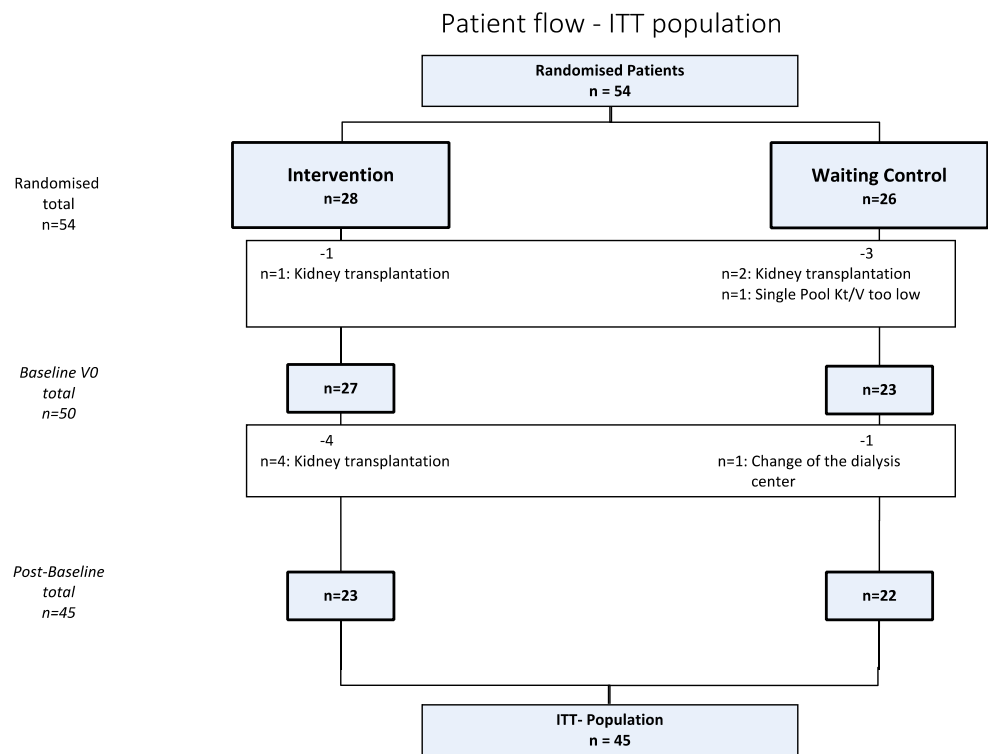 Patient flow - ITT population
Randomised Patients
n = 54
Intervention
n=28
Waiting Control
n=26
Randomised
total
n=54
-1
n=1: Kidney transplantation
-3
n=2: Kidney transplantation
n=1: Single Pool Kt/V too low
Baseline V0
total
n=50
n=27
n=23
-4
n=4: Kidney transplantation
-1
n=1: Change of the dialysis
center
Post-Baseline
total
n=45
n=23
n=22
ITT- Population
n = 45